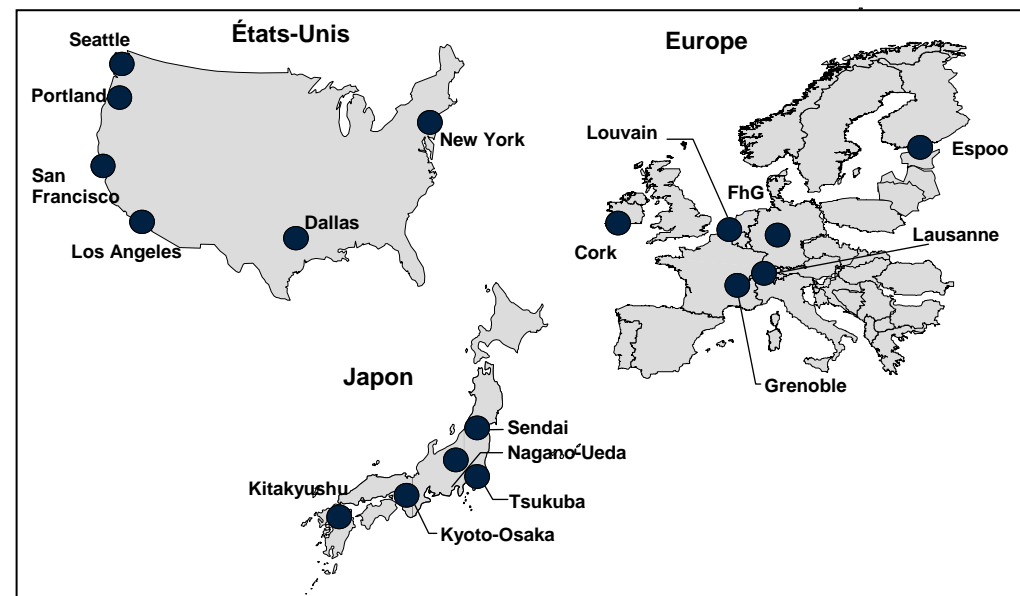 États-Unis
Seattle
Portland
San
Francisco
Los Angeles
Dallas
New York
Europe
Louvain
Espoo
FhG
Lausanne
Cork
Grenoble
Japon
Sendai
Nagano-Ueda
Kitakyushu
Tsukuba
Kyoto-Osaka